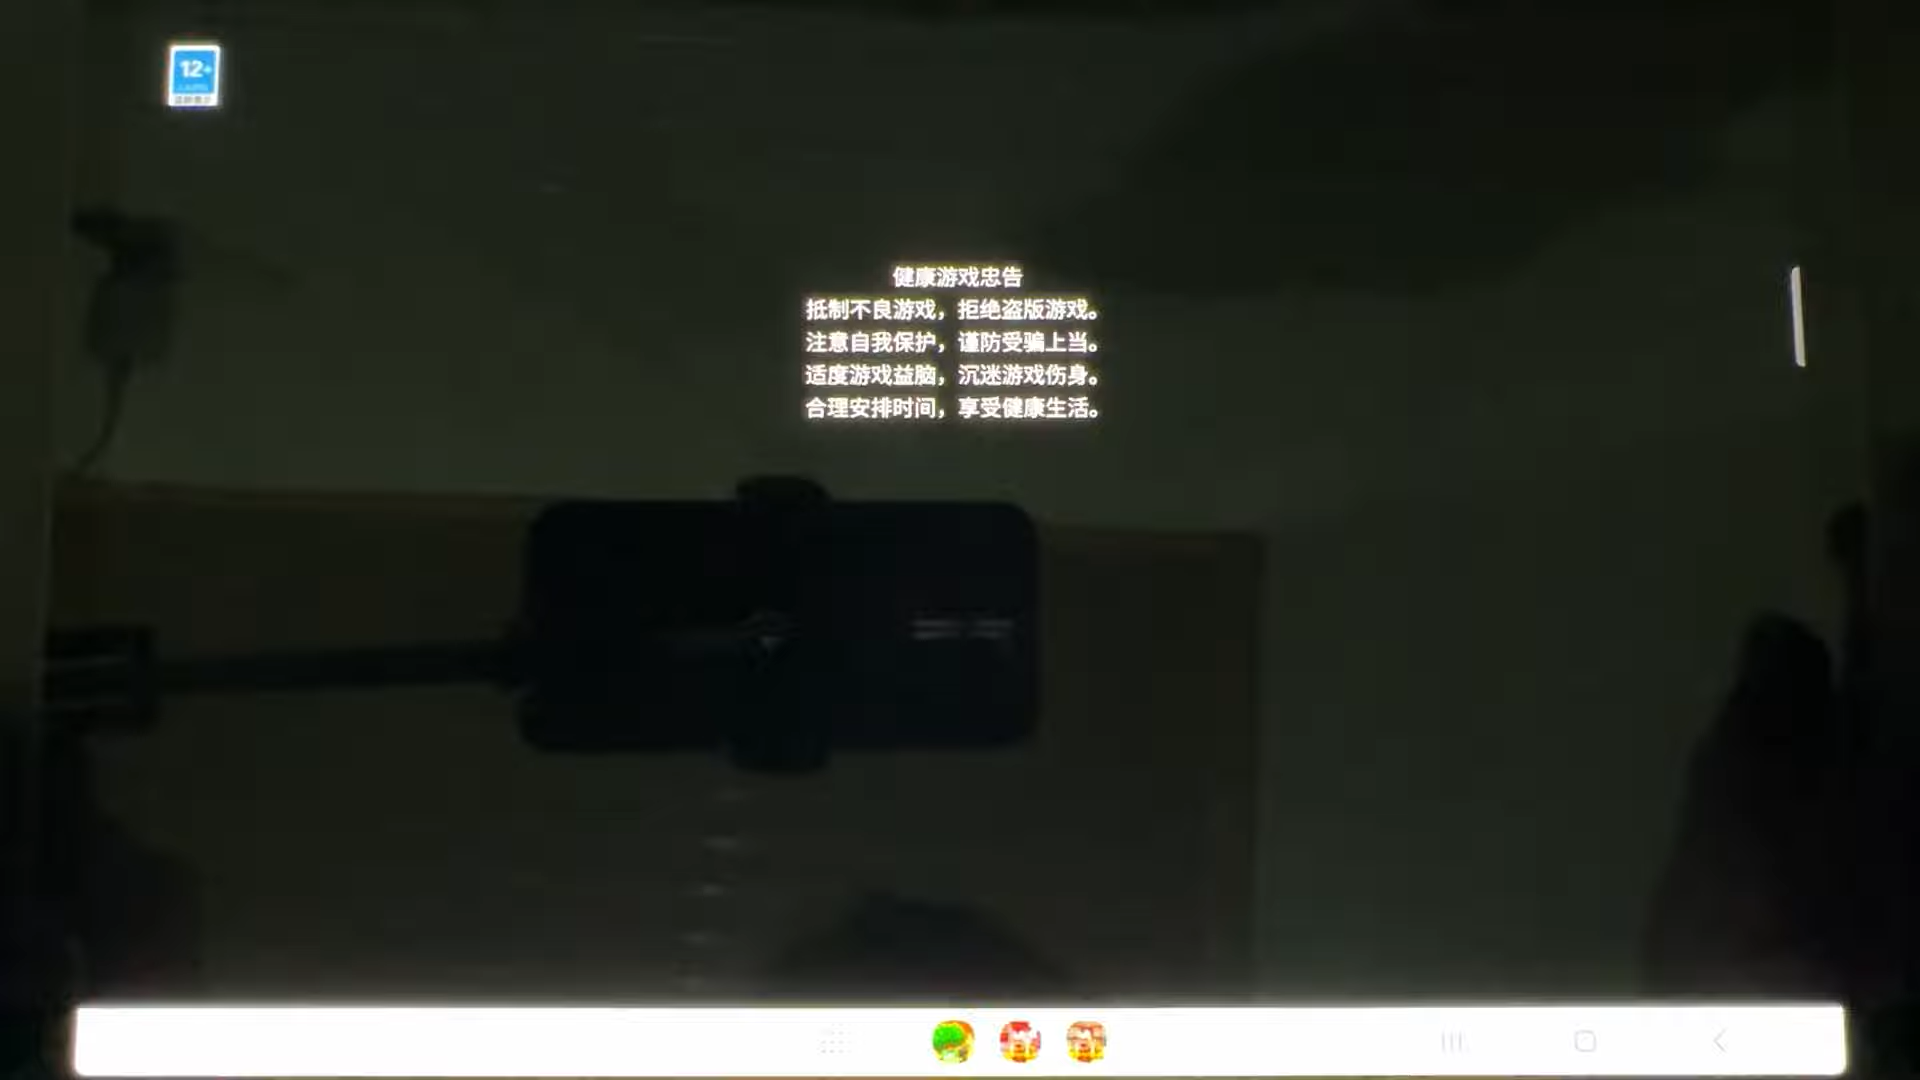 12+
健康游戏忠告
抵制不良游戏，拒绝盗版游戏。
注意自我保护，谨防受骗上当。
适度游戏益脑，沉迷游戏伤身。
合理安排时间，享受健康生活。